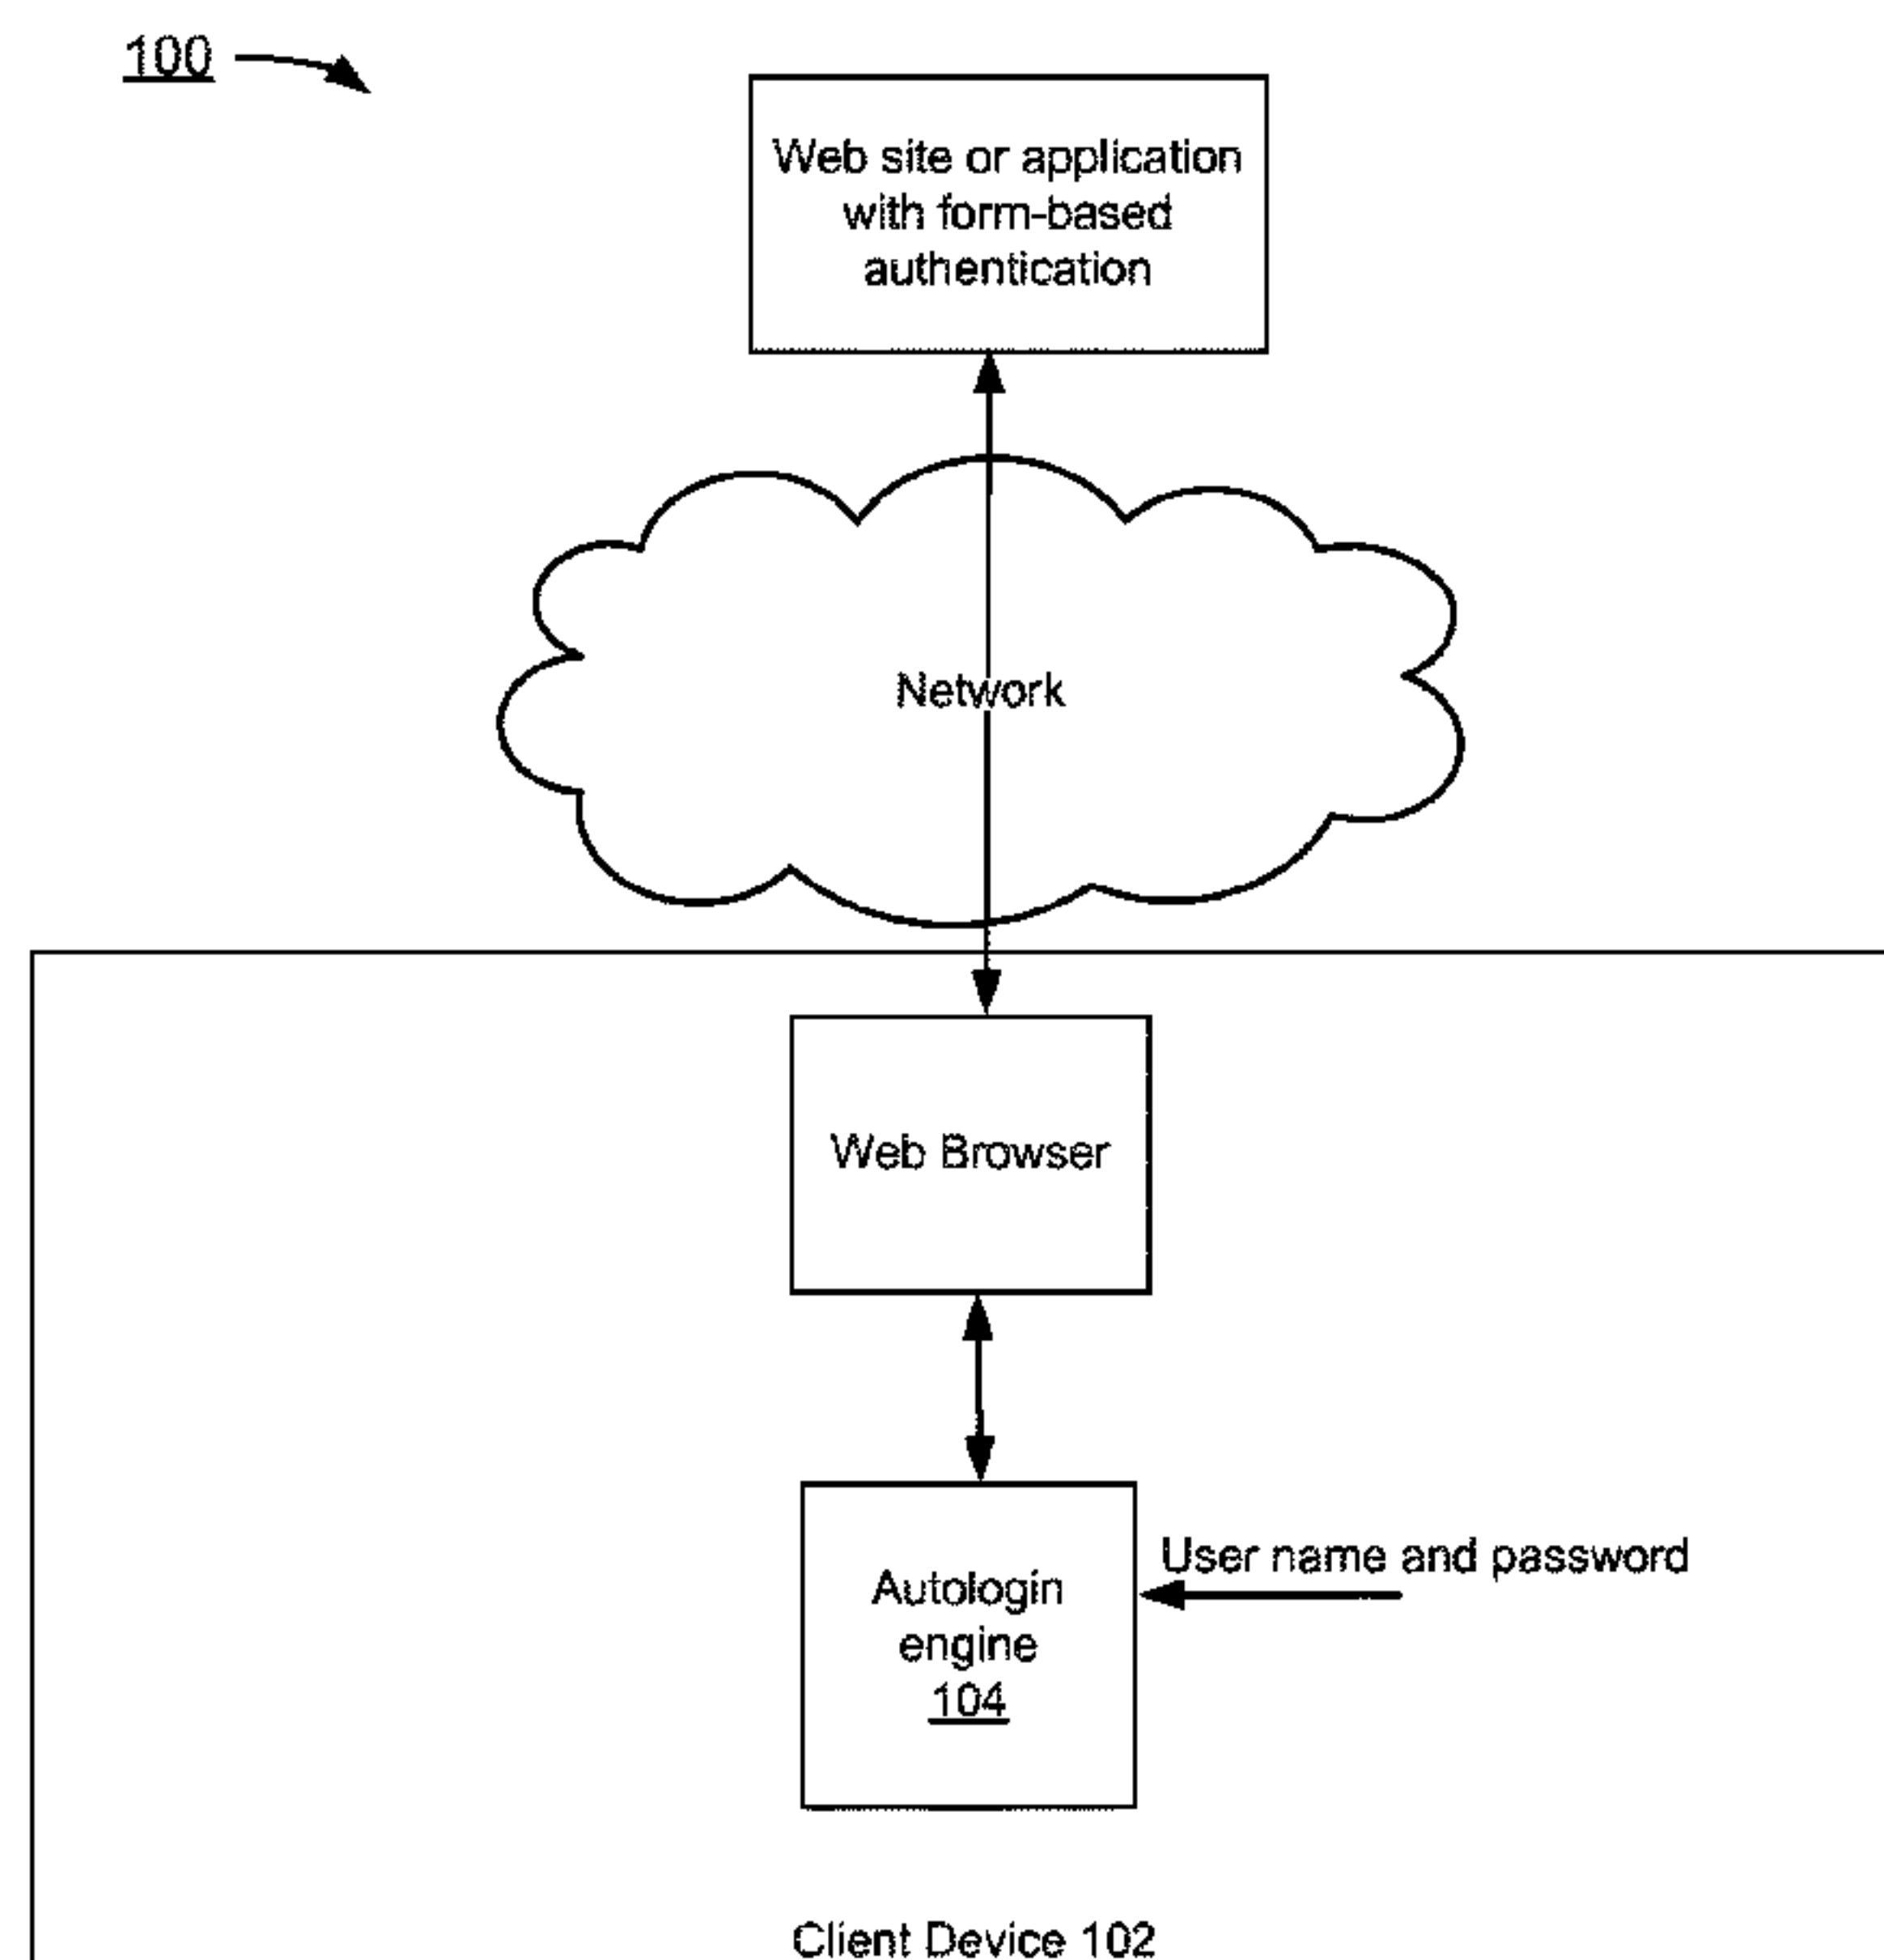 100
Web site or application
with form-based
authentication
Network
Web Browser
User name and password
Autologin
engine
104
Client Device 102